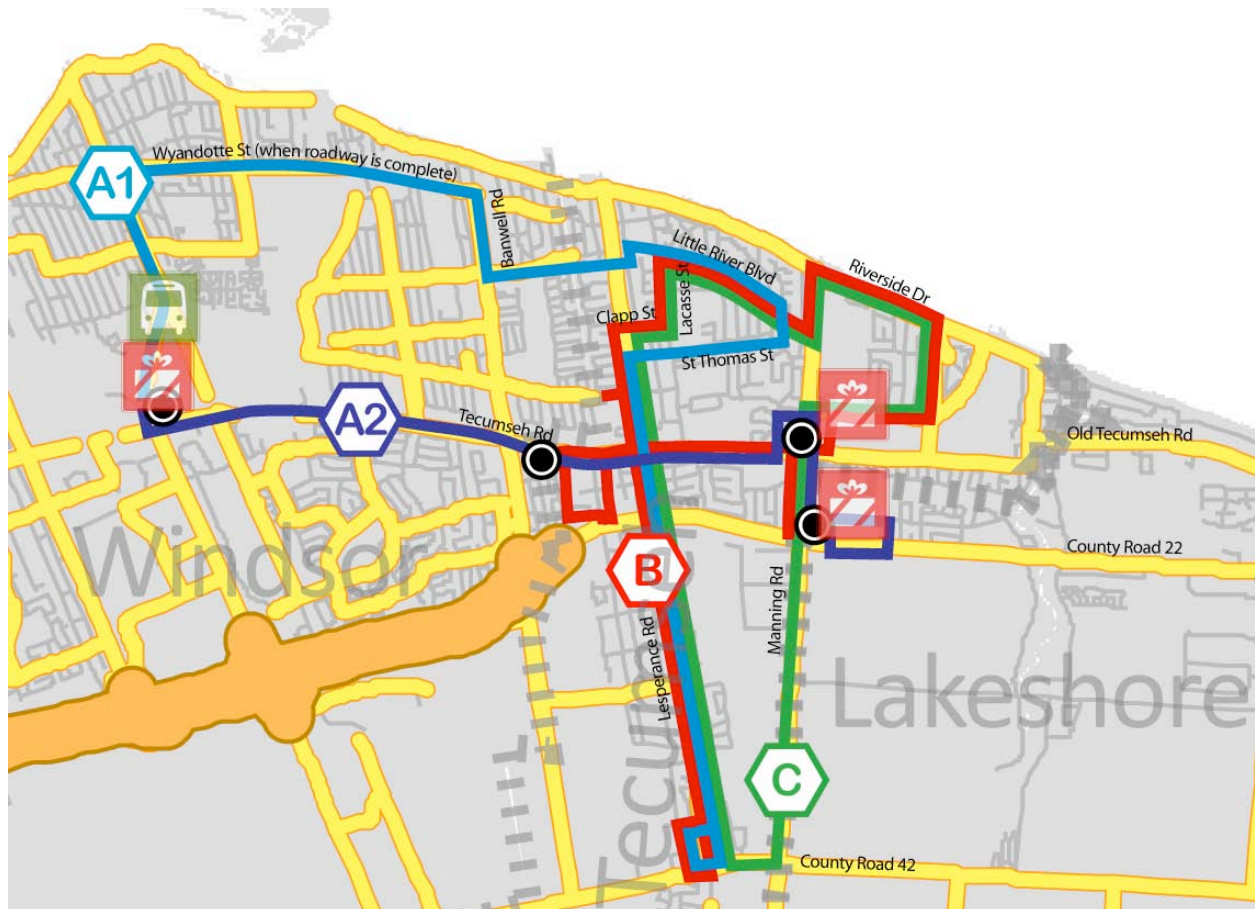 Wyandotte St (when roadway is complete)
A1
Banwell Rd
Little River Blvd
Riverside Dr
Lacasse St
Clapp St
St Thomas St
A2
Tecumseh Rd
Old Tecumseh Rd
Windsor
County Road 22
B
Manning Rd
Lesperance Rd
Lakeshore
Tecumseh
C
County Road 42